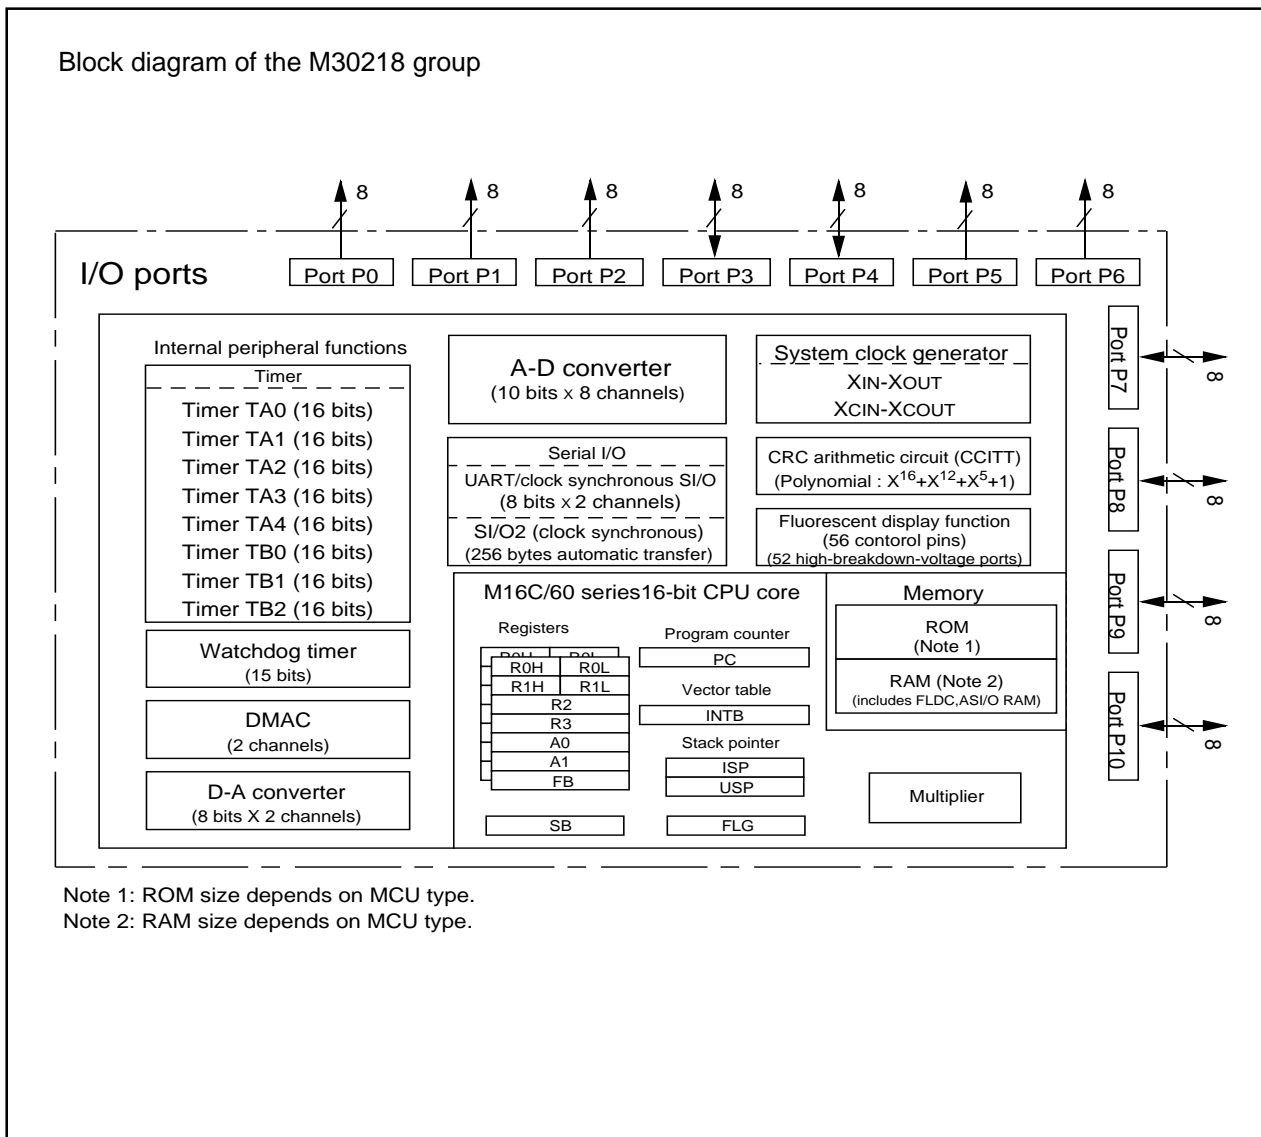 Block diagram of the M30218 group
8 8 8 8 8 8 8
I/O ports
Port P0 Port P1 Port P2 Port P3 Port P4 Port P5 Port P6
Port P7
8
Port P8
8
Port P9
8
Port P10
8
Internal peripheral functions
Timer
Timer TA0 (16 bits)
Timer TA1 (16 bits)
Timer TA2 (16 bits)
Timer TA3 (16 bits)
Timer TA4 (16 bits)
Timer TB0 (16 bits)
Timer TB1 (16 bits)
Timer TB2 (16 bits)
Watchdog timer
(15 bits)
DMAC
(2 channels)
D-A converter
(8 bits X 2 channels)
A-D converter
(10 bits x 8 channels)
Serial I/O
UART/clock synchronous SI/O
(8 bits x 2 channels)
SI/O2 (clock synchronous)
(256 bytes automatic transfer)
System clock generator
XIN-XOUT
XCIN-XCOUT
CRC arithmetic circuit (CCITT)
(Polynomial : X16+X12+X5+1)
Fluorescent display function
(56 contorol pins)
(52 high-breakdown-voltage ports)
M16C/60 series16-bit CPU core
Registers
R0H R0L
R0H R0L
R1H R1L
R2
R3
A0
A1
FB
SB
Program counter
PC
Vector table
INTB
Stack pointer
ISP
USP
FLG
Memory
ROM
(Note 1)
RAM (Note 2)
(includes FLDC,ASI/O RAM)
Multiplier
Note 1: ROM size depends on MCU type.
Note 2: RAM size depends on MCU type.